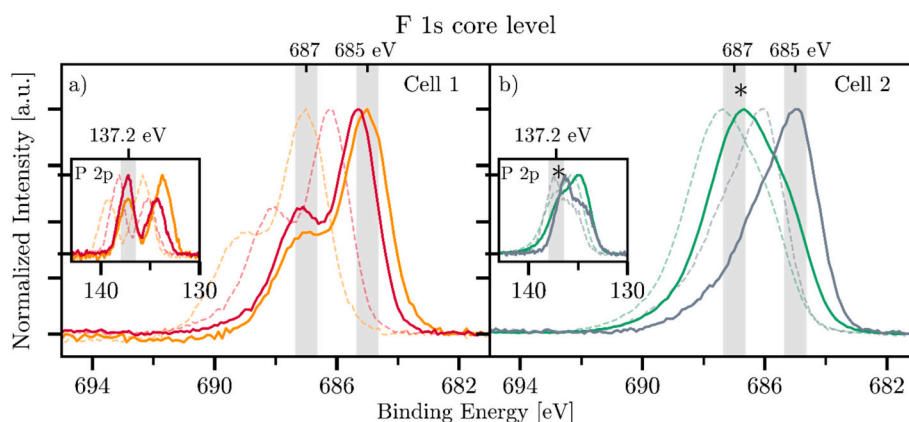 F 1s core level
687 685 eV 687 685 eV
a) Cell 1 b) * Cell 2
137.2 eV 137.2 eV
P 2p P 2p *
140 130 140 130
Normalized Intensity [a.u.]
694 690 686 682 694 690 686 682
Binding Energy [eV]